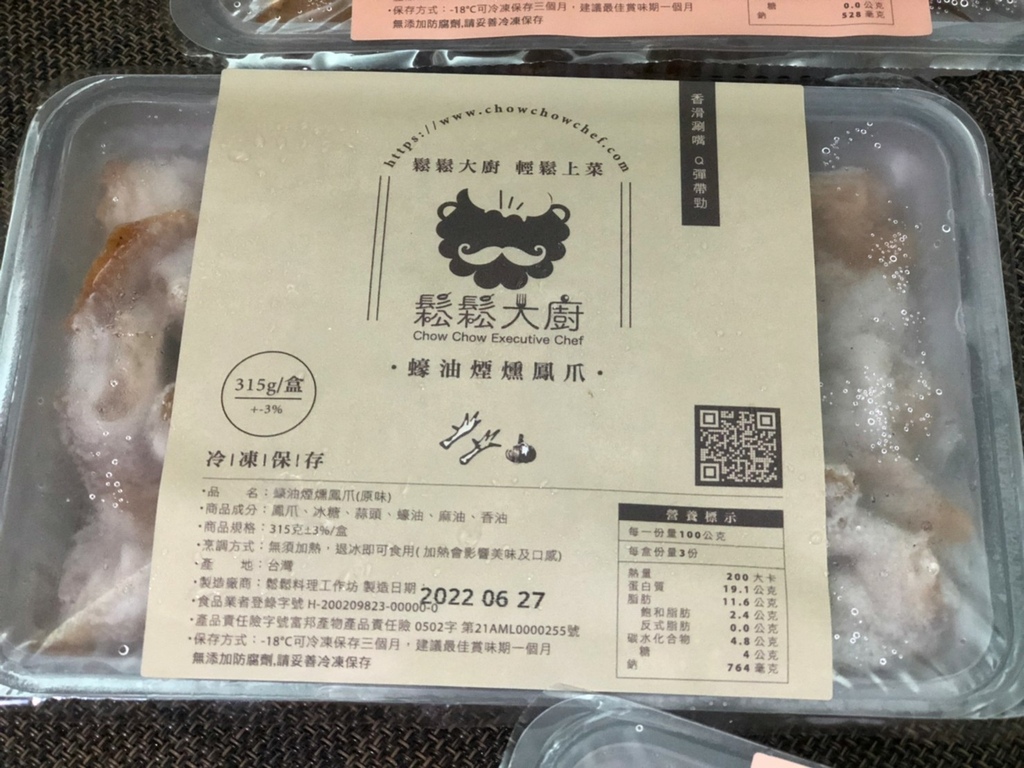 ・保存方式：-18°C可冷凍保存三個月，建議最佳賞味期一個月
無添加防腐劑,請妥善冷凍保存
糖 0.0 公克
鈉 528 毫克
https://www.chowchowchef.com
鬆鬆大廚 輕鬆上菜
香滑涮嘴 Q彈帶勁
鬆鬆大廚
Chow Chow Executive Chef
・蠔油煙燻鳳爪・
315g/盒
+-3%
冷|凍|保|存
・品 名：蠔油煙燻鳳爪(原味)
・商品成分：鳳爪、冰糖、蒜頭、蠔油、麻油、香油
・商品規格：315克±3%/盒
・烹調方式：無須加熱，退冰即可食用(加熱會影響美味及口感)
・產 地：台灣
・製造廠商：鬆鬆料理工作坊 製造日期：2022 06 27
・食品業者登錄字號 H-200209823-00000-0
・產品責任險字號富邦產物產品責任險 0502字 第21AML0000255號
・保存方式：-18°C可冷凍保存三個月，建議最佳賞味期一個月
無添加防腐劑,請妥善冷凍保存
營養標示
每一份量100公克
每盒份量3份
熱量 200 大卡
蛋白質 19.1 公克
脂肪 11.6 公克
飽和脂肪 2.4 公克
反式脂肪 0.0 公克
碳水化合物 4.8 公克
糖 4 公克
鈉 764 毫克